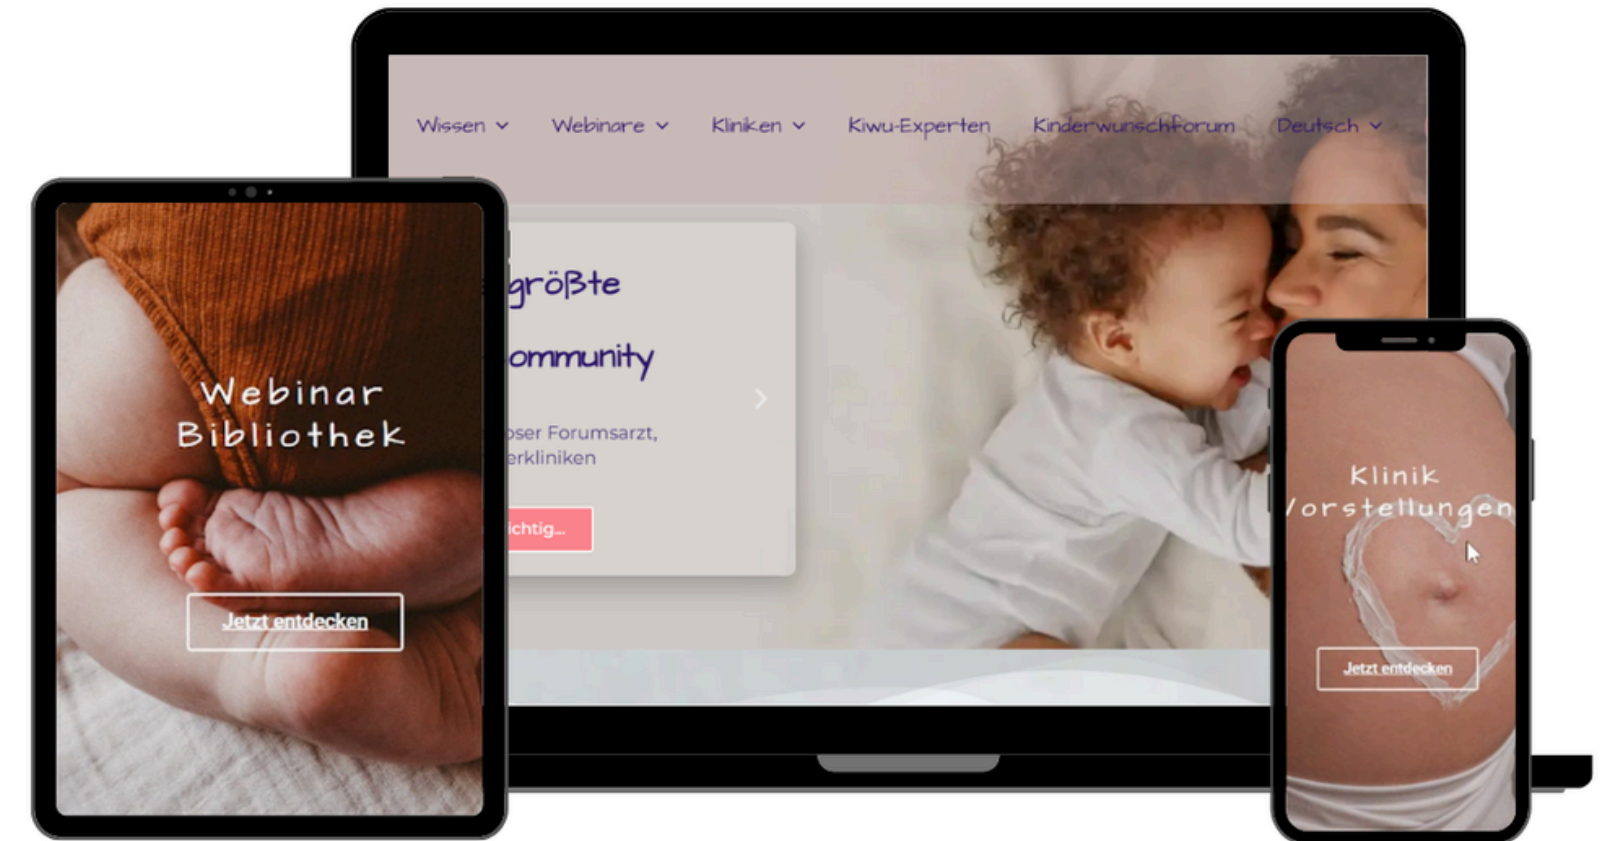 Wissen Webinare Kliniken Kiwu-Experten Kinderwunschforum Deutsch
größte
ommunity
oser Forumsarzt,
erkliniken
ichtig...
Webinar
Bibliothek
Jetzt entdecken
Klinik
Vorstellungen
Jetzt entdecken